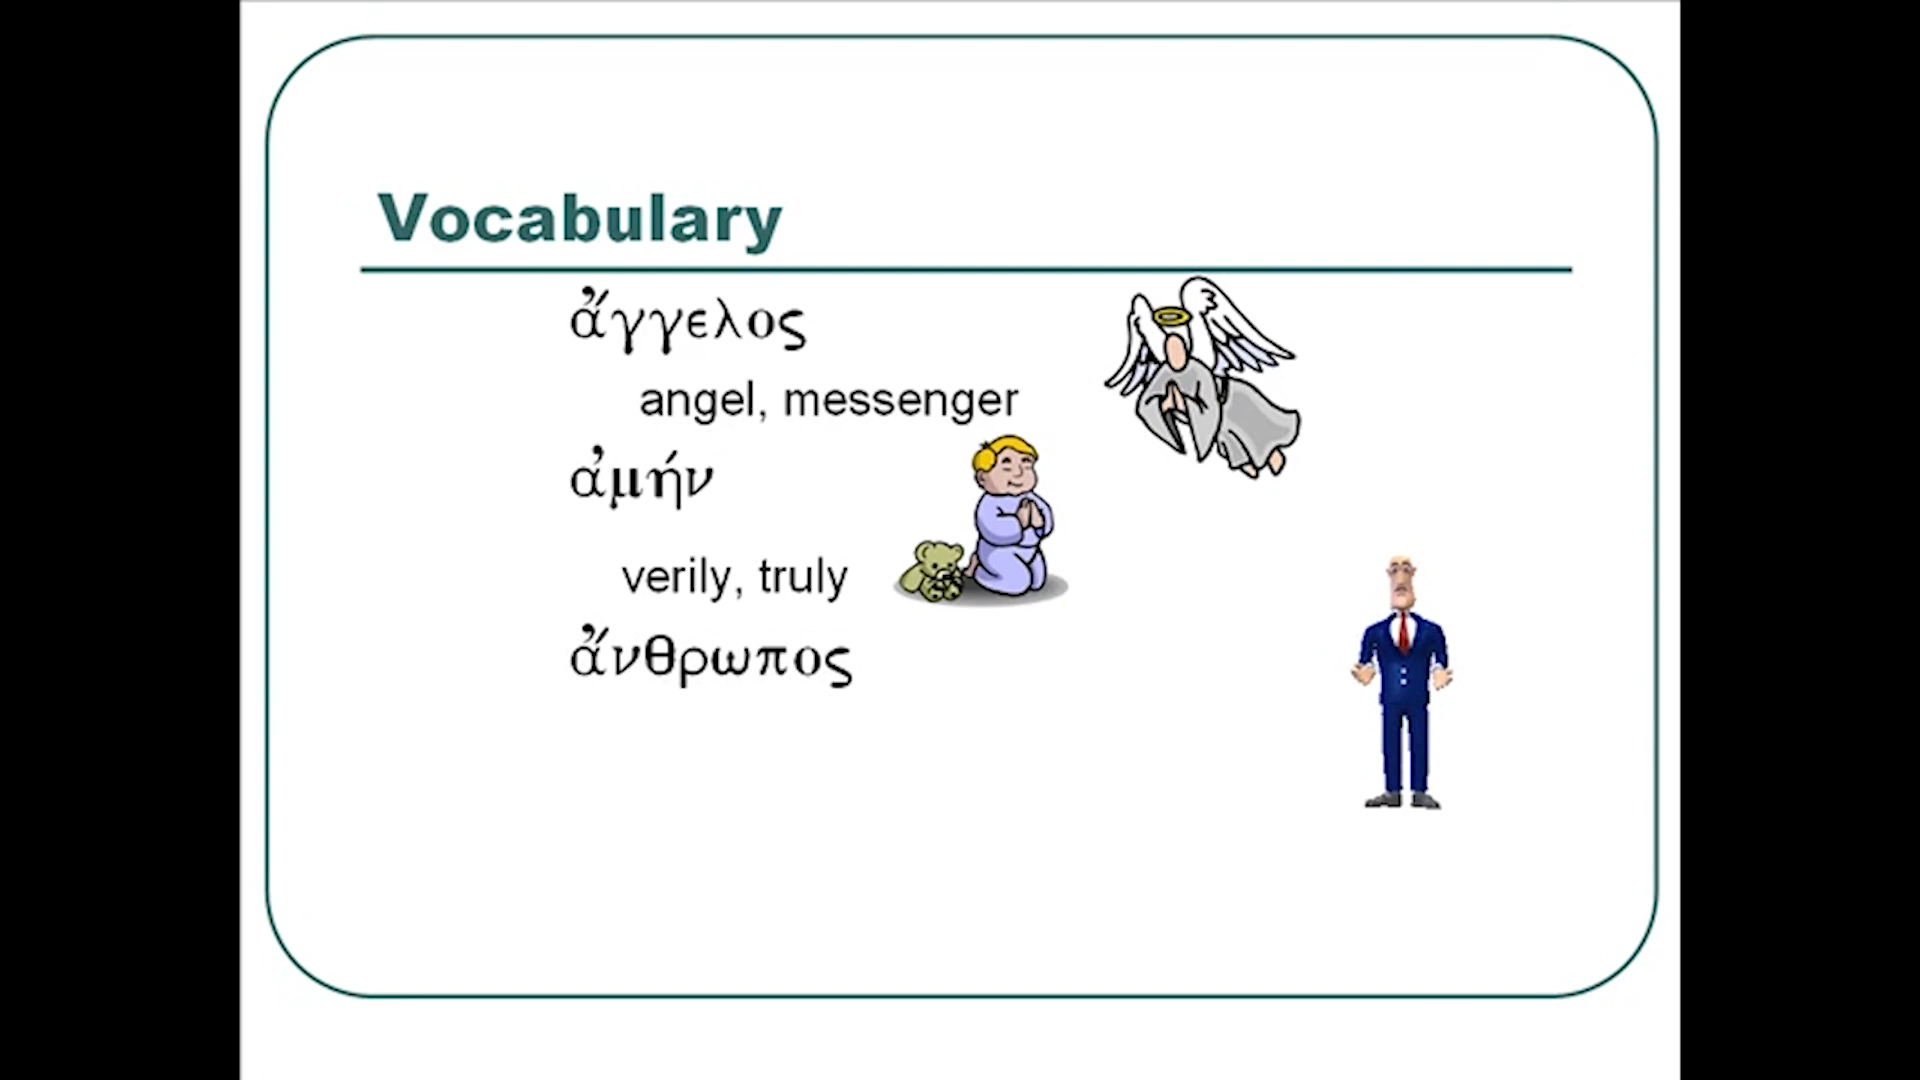 Vocabulary
ἄγγελος
angel, messenger
ἀμήν
verily, truly
ἄνθρωπος